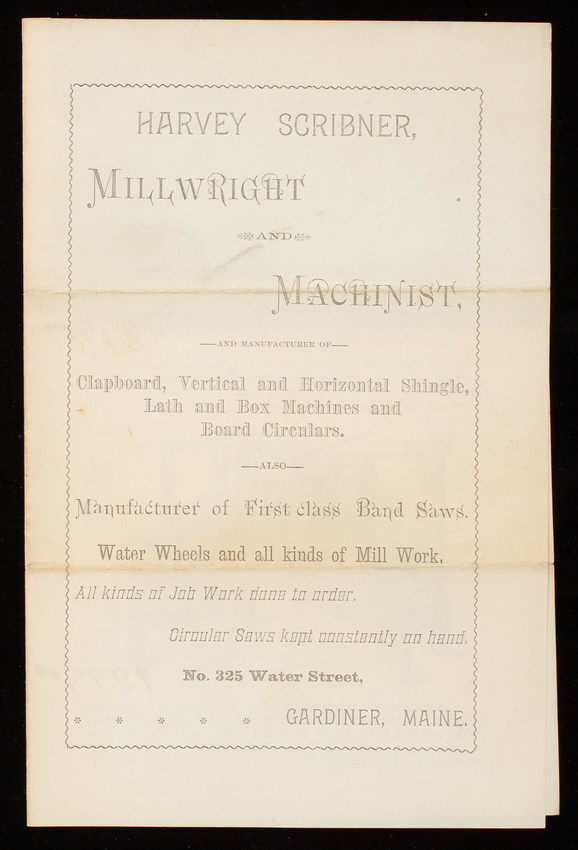 HARVEY SCRIBNER,
MILLWRIGHT
AND
MACHINIST,
AND MANUFACTURER OF
Clapboard, Vertical and Horizontal Shingle,
Lath and Box Machines and
Board Circulars.
ALSO
Manufacturer of First class Band Saws.
Water Wheels and all kinds of Mill Work,
All kinds of Job Work done to order.
Circular Saws kept constantly on hand.
No. 325 Water Street,
GARDINER, MAINE.